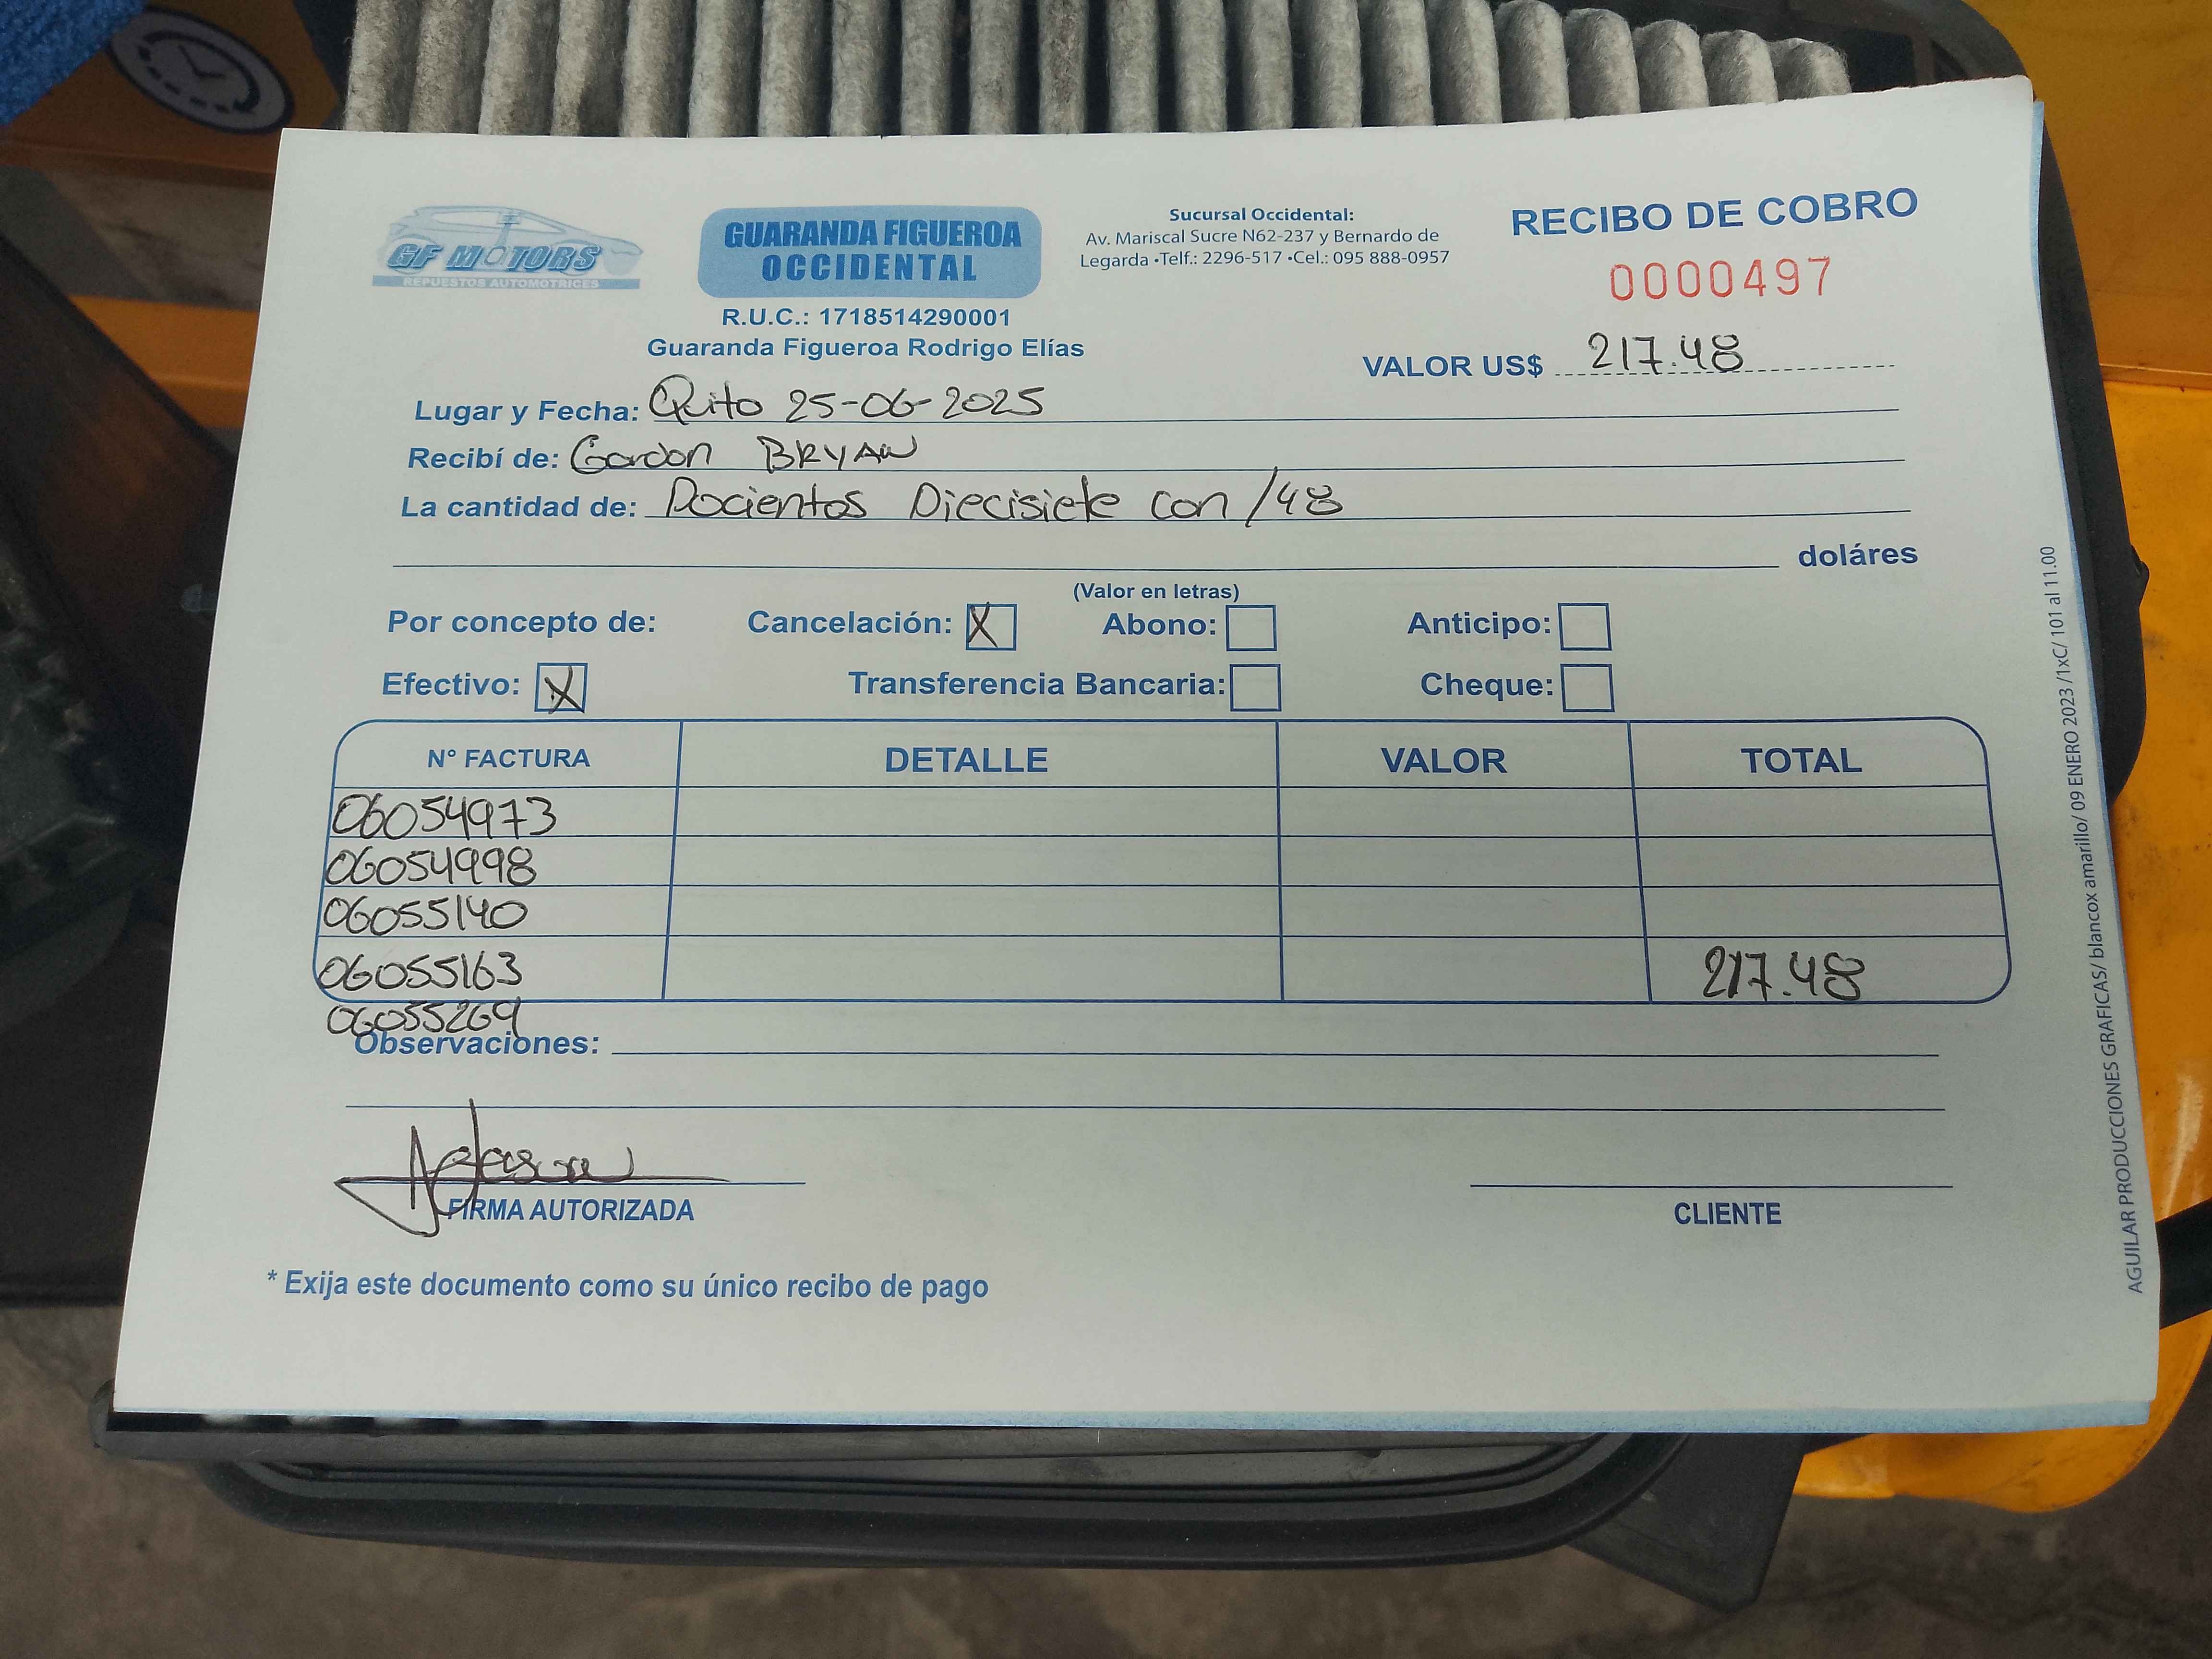 GF MOTORS
REPUESTOS AUTOMOTRICES
GUARANDA FIGUEROA
OCCIDENTAL
R.U.C.: 1718514290001
Guaranda Figueroa Rodrigo Elías
Sucursal Occidental:
Av. Mariscal Sucre N62-237 y Bernardo de
Legarda •Telf.: 2296-517 •Cel.: 095 888-0957
RECIBO DE COBRO
0000497
VALOR US$ 217.48
Lugar y Fecha: Quito 25-06-2025
Recibí de: Gordon BRYAN
La cantidad de: Docientos Diecisiete con /48
doláres
(Valor en letras)
Por concepto de: Cancelación: X Abono: Anticipo:
Efectivo: X Transferencia Bancaria: Cheque:
N° FACTURA DETALLE VALOR TOTAL
06054973
06054998
06055140
06055163 217.48
06055269
Observaciones:
FIRMA AUTORIZADA
CLIENTE
* Exija este documento como su único recibo de pago
AGUILAR PRODUCCIONES GRAFICAS/ blancox amarillo/ 09 ENERO 2023 /1xC/ 101 al 11.00